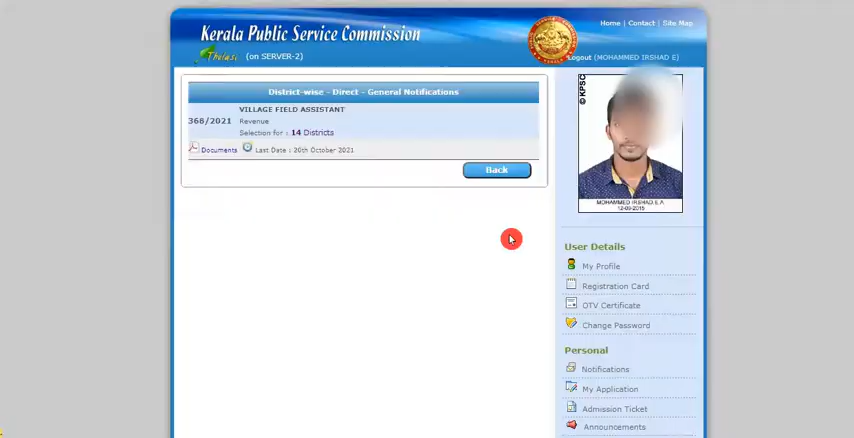 Home | Contact | Site Map
Kerala Public Service Commission
Thulasi (on SERVER-2)
Logout (MOHAMMED IRSHAD E)
District-wise - Direct - General Notifications
VILLAGE FIELD ASSISTANT
368/2021
Revenue
Selection for : 14 Districts
Documents
Last Date : 20th October 2021
Back
© KPSC
MOHAMMED IRSHAD.E A
12-09-2015
User Details
My Profile
Registration Card
OTV Certificate
Change Password
Personal
Notifications
My Application
Admission Ticket
Announcements